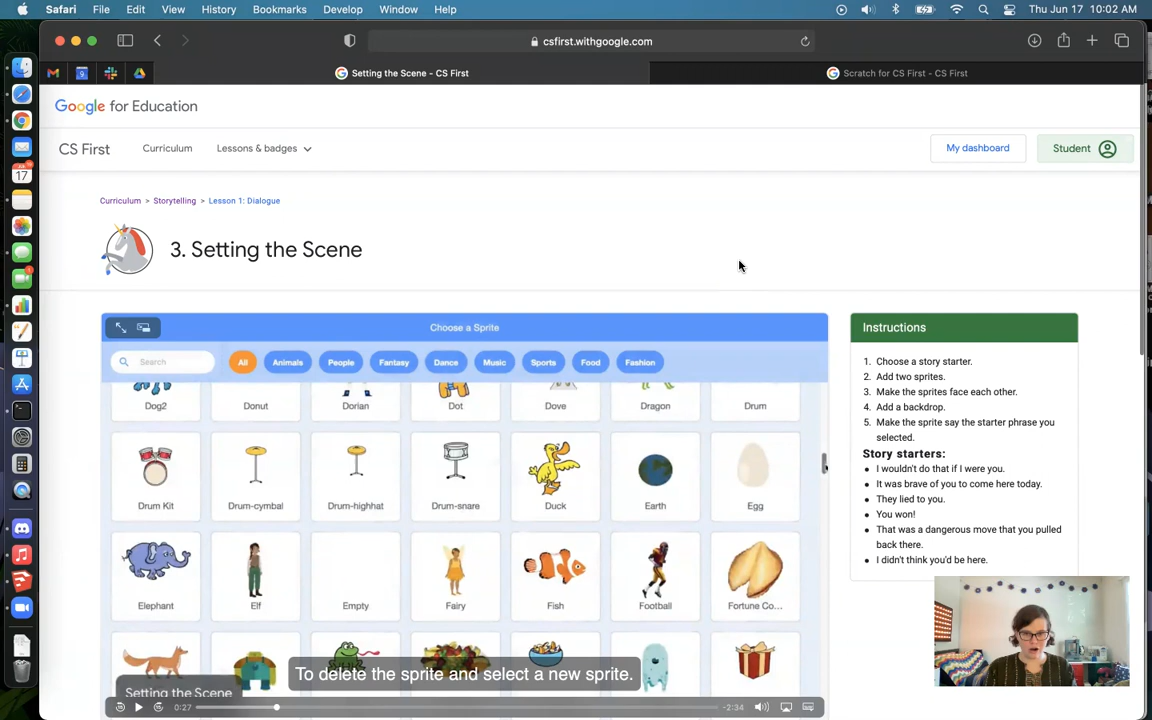 Safari File Edit View History Bookmarks Develop Window Help Thu Jun 17 10:02 AM
csfirst.withgoogle.com
Setting the Scene - CS First
Scratch for CS First - CS First
Google for Education
CS First Curriculum Lessons & badges My dashboard Student
Curriculum > Storytelling > Lesson 1: Dialogue
3. Setting the Scene
Choose a Sprite
Search All Animals People Fantasy Dance Music Sports Food Fashion
Dog2 Donut Dorian Dot Dove Dragon Drum
Drum Kit Drum-cymbal Drum-highhat Drum-snare Duck Earth Egg
Elephant Elf Empty Fairy Fish Football Fortune Co...
To delete the sprite and select a new sprite.
Setting the Scene
0:27 -2:34
Instructions
1. Choose a story starter.
2. Add two sprites.
3. Make the sprites face each other.
4. Add a backdrop.
5. Make the sprite say the starter phrase you
selected.
Story starters:
• I wouldn't do that if I were you.
• It was brave of you to come here today.
• They lied to you.
• You won!
• That was a dangerous move that you pulled
back there.
• I didn't think you'd be here.
17